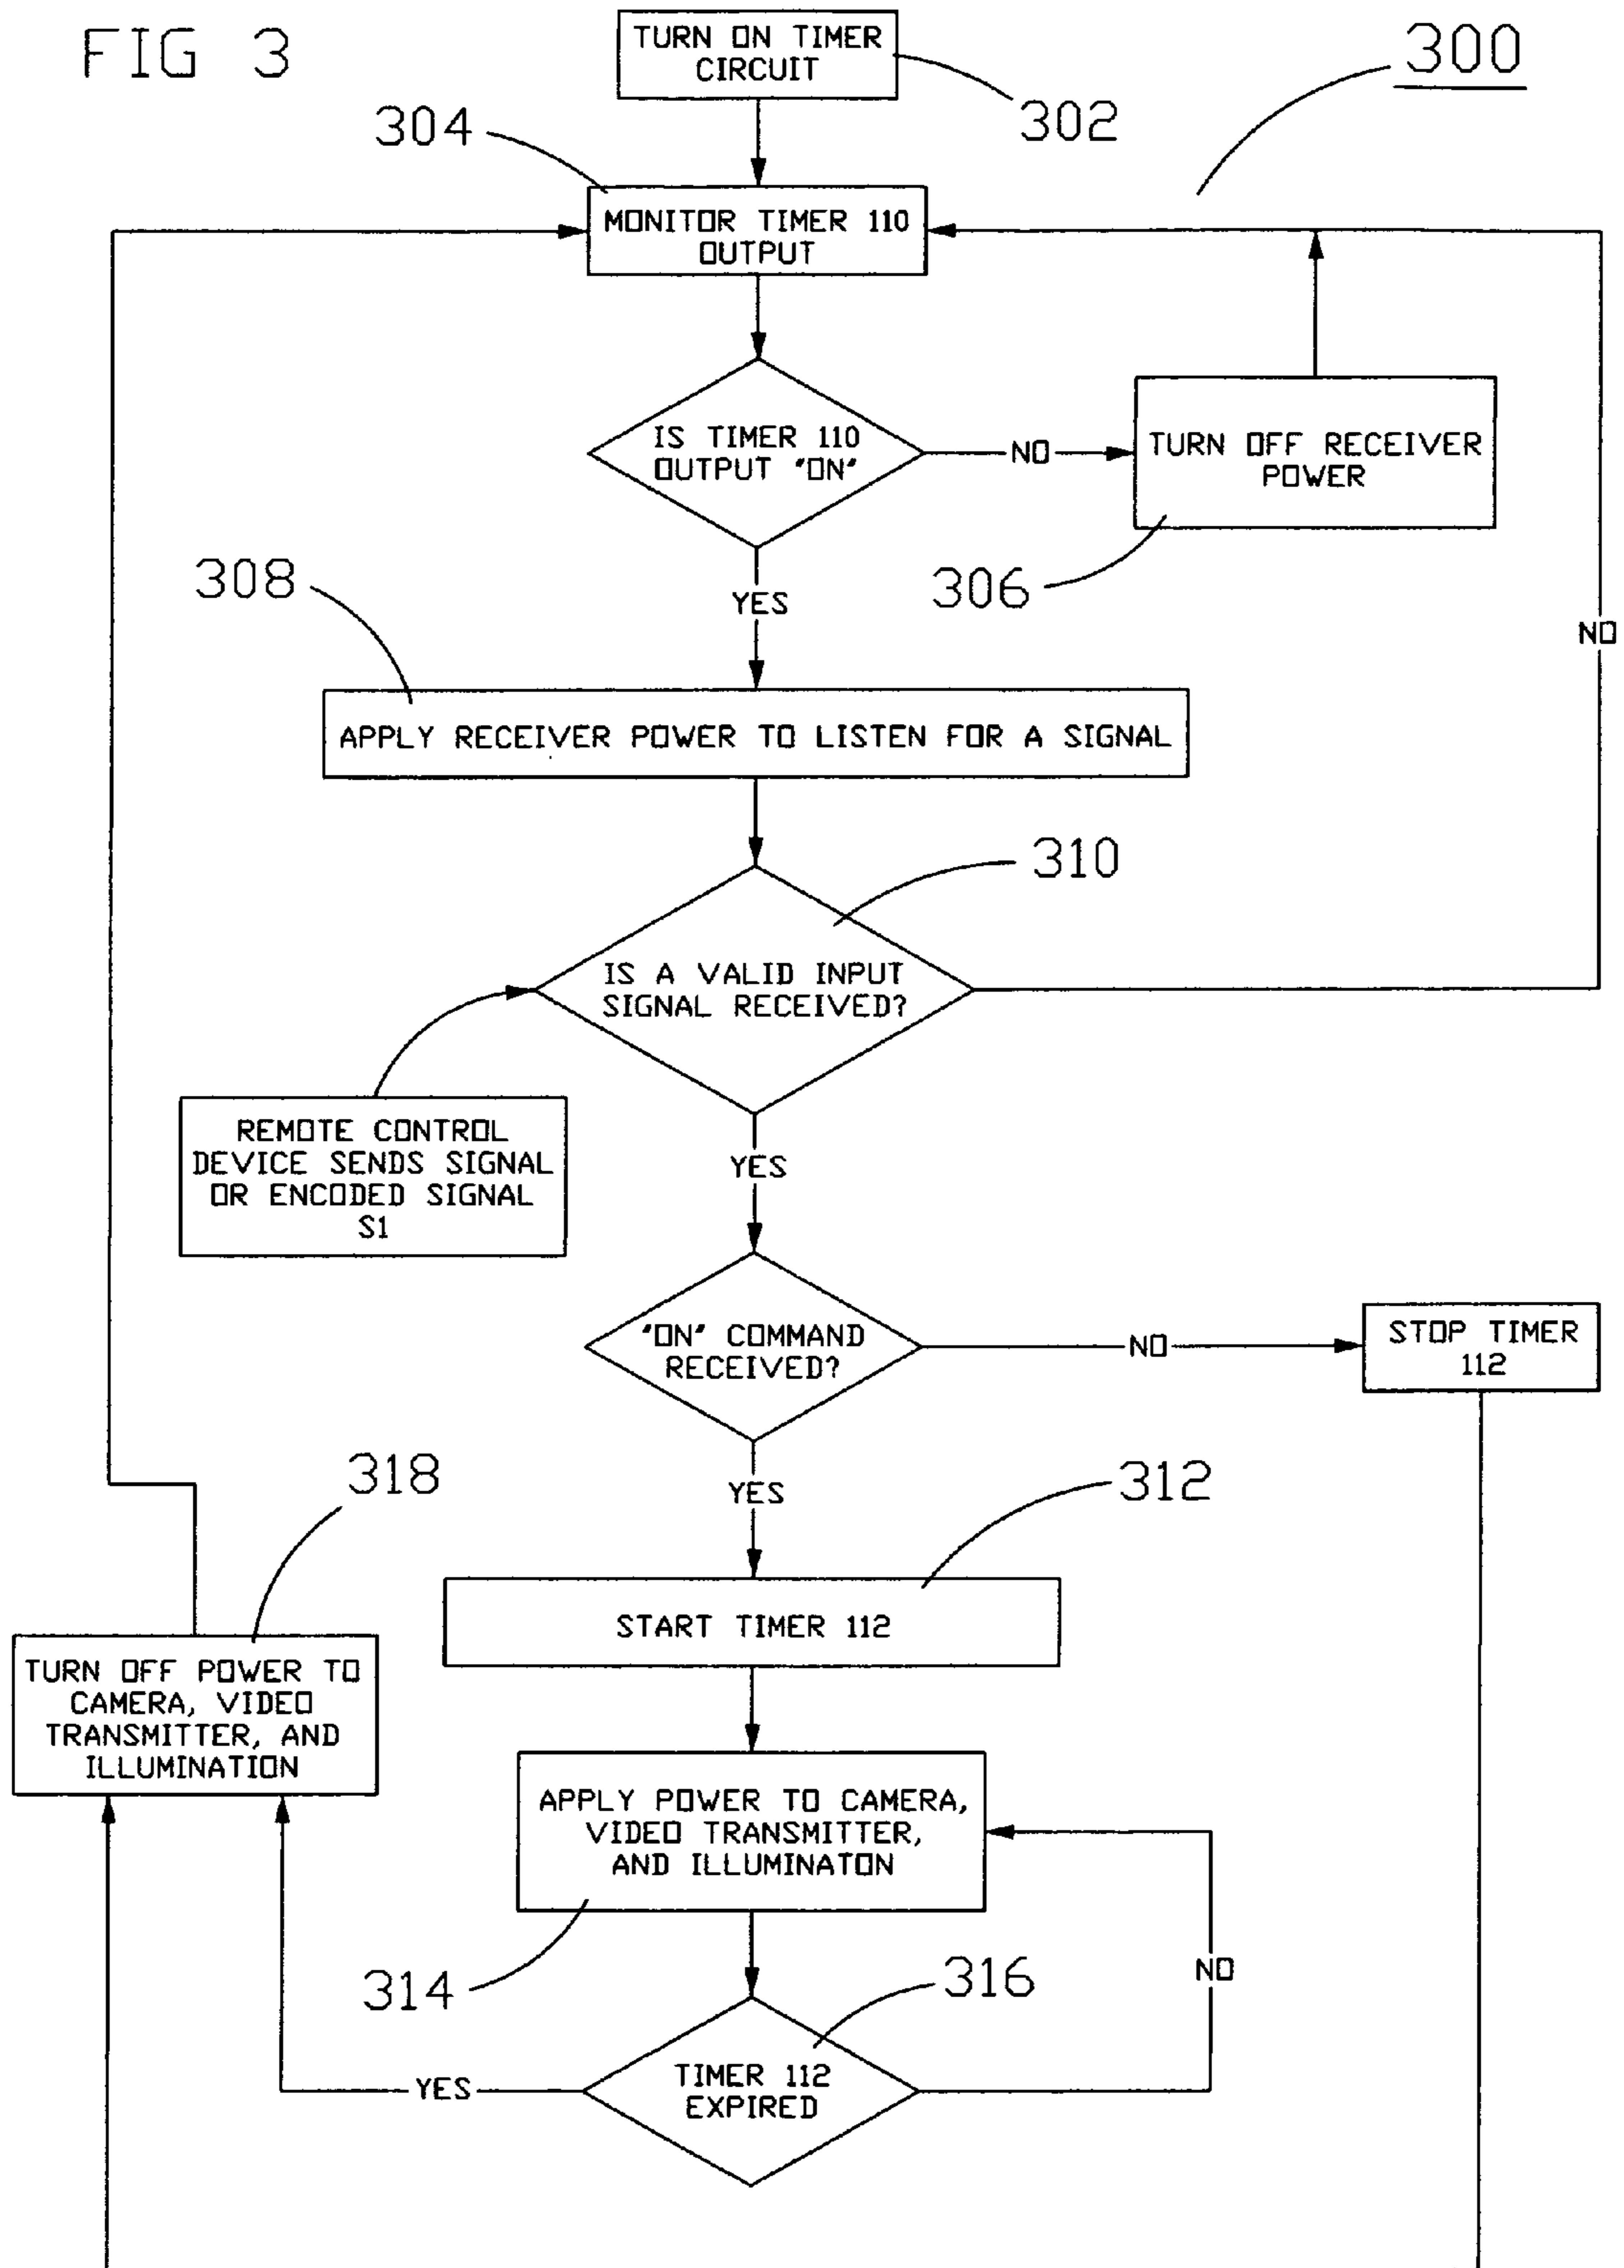 FIG 3
TURN ON TIMER
CIRCUIT
300
302
304
MONITOR TIMER 110
OUTPUT
IS TIMER 110
OUTPUT "ON"
NO
TURN OFF RECEIVER
POWER
306
308
YES
NO
APPLY RECEIVER POWER TO LISTEN FOR A SIGNAL
310
IS A VALID INPUT
SIGNAL RECEIVED?
REMOTE CONTROL
DEVICE SENDS SIGNAL
OR ENCODED SIGNAL
S1
YES
"ON" COMMAND
RECEIVED?
NO
STOP TIMER
112
318
YES
312
START TIMER 112
TURN OFF POWER TO
CAMERA, VIDEO
TRANSMITTER, AND
ILLUMINATION
APPLY POWER TO CAMERA,
VIDEO TRANSMITTER,
AND ILLUMINATON
314
316
NO
TIMER 112
EXPIRED
YES